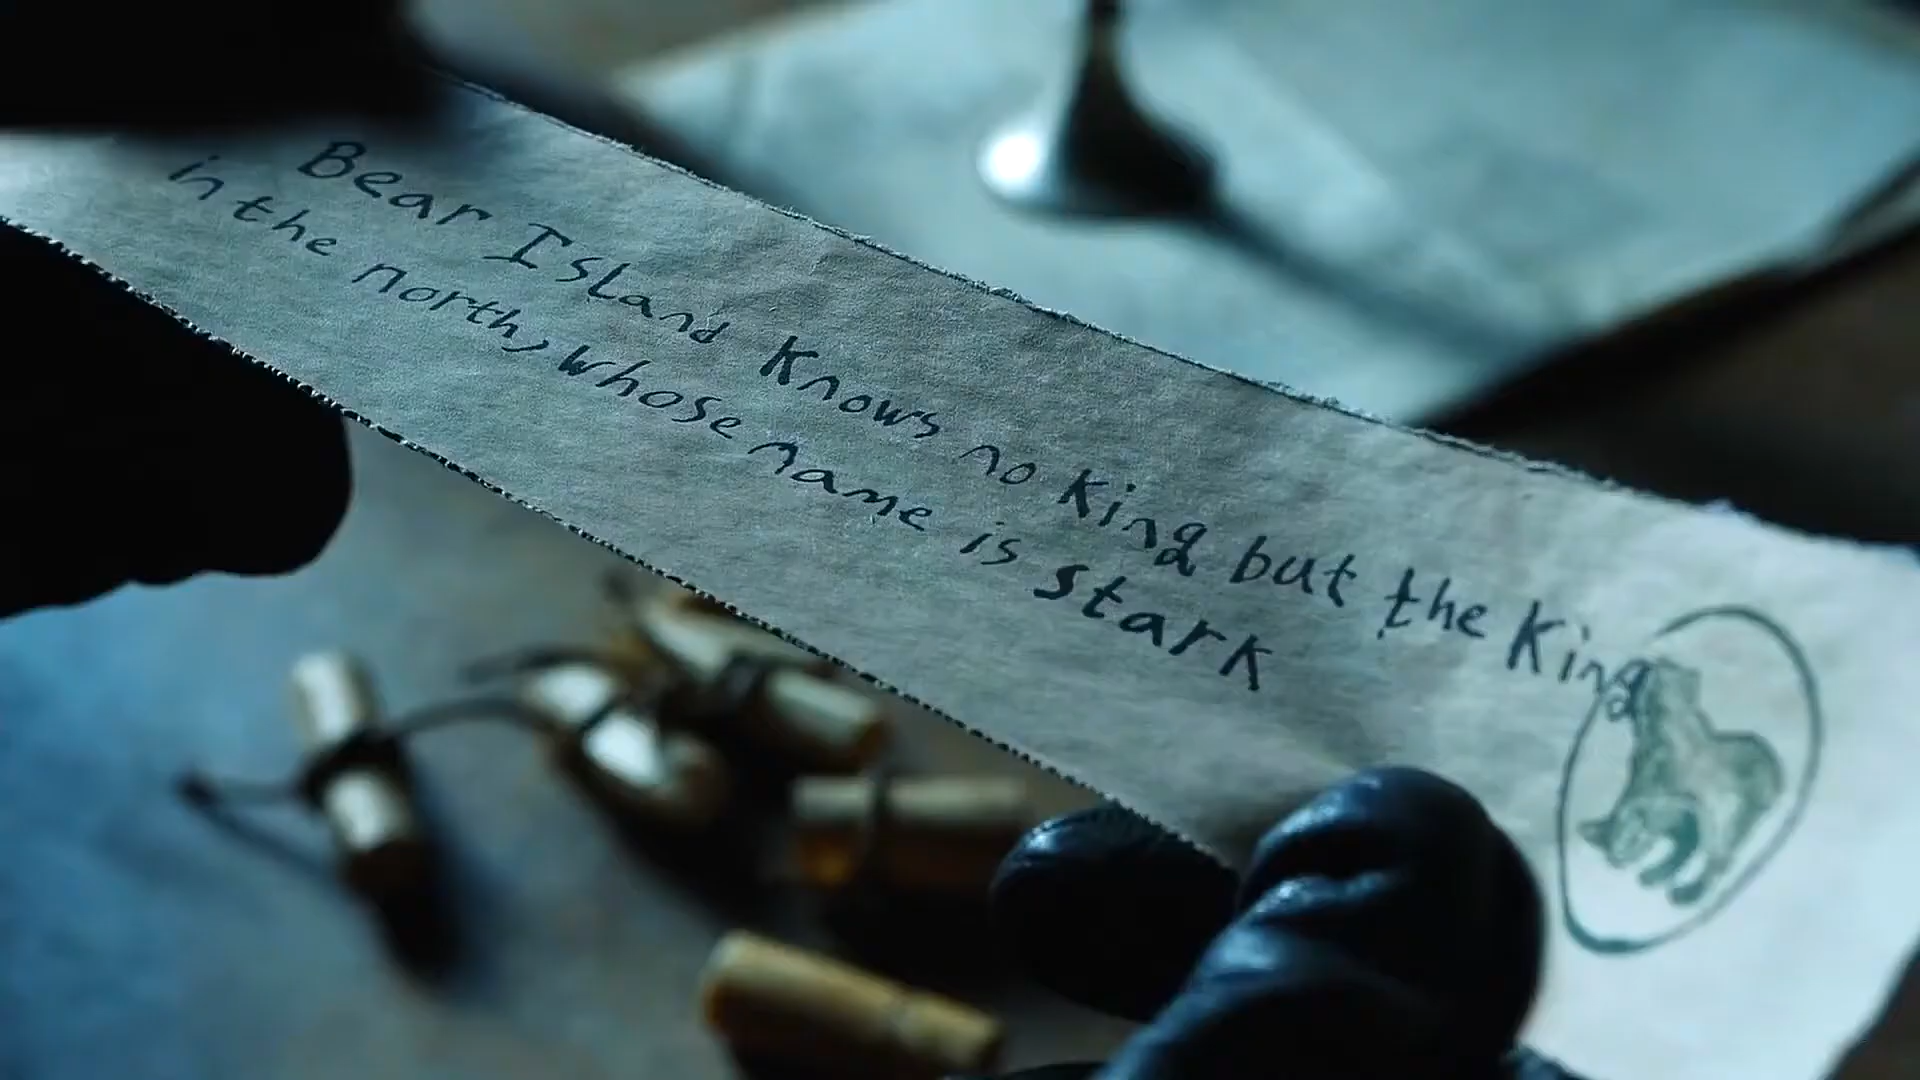 Bear Island Knows no King but the King
in the north, whose name is stark